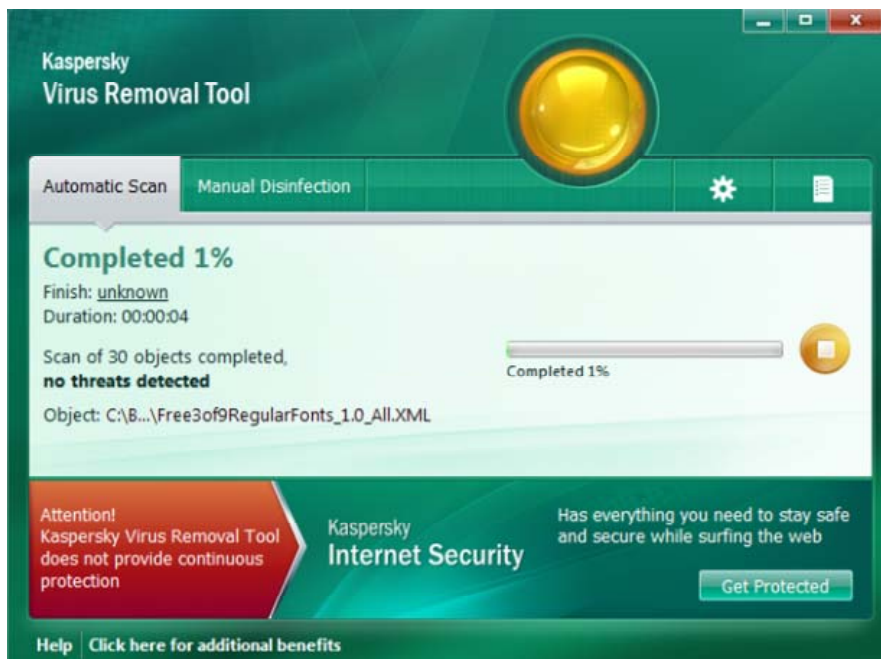 Kaspersky
Virus Removal Tool
Automatic Scan
Manual Disinfection
Completed 1%
Finish: unknown
Duration: 00:00:04
Scan of 30 objects completed,
no threats detected
Object: C:\B...\Free3of9RegularFonts_1.0_All.XML
Completed 1%
Attention!
Kaspersky Virus Removal Tool
does not provide continuous
protection
Kaspersky
Internet Security
Has everything you need to stay safe
and secure while surfing the web
Get Protected
Help
Click here for additional benefits